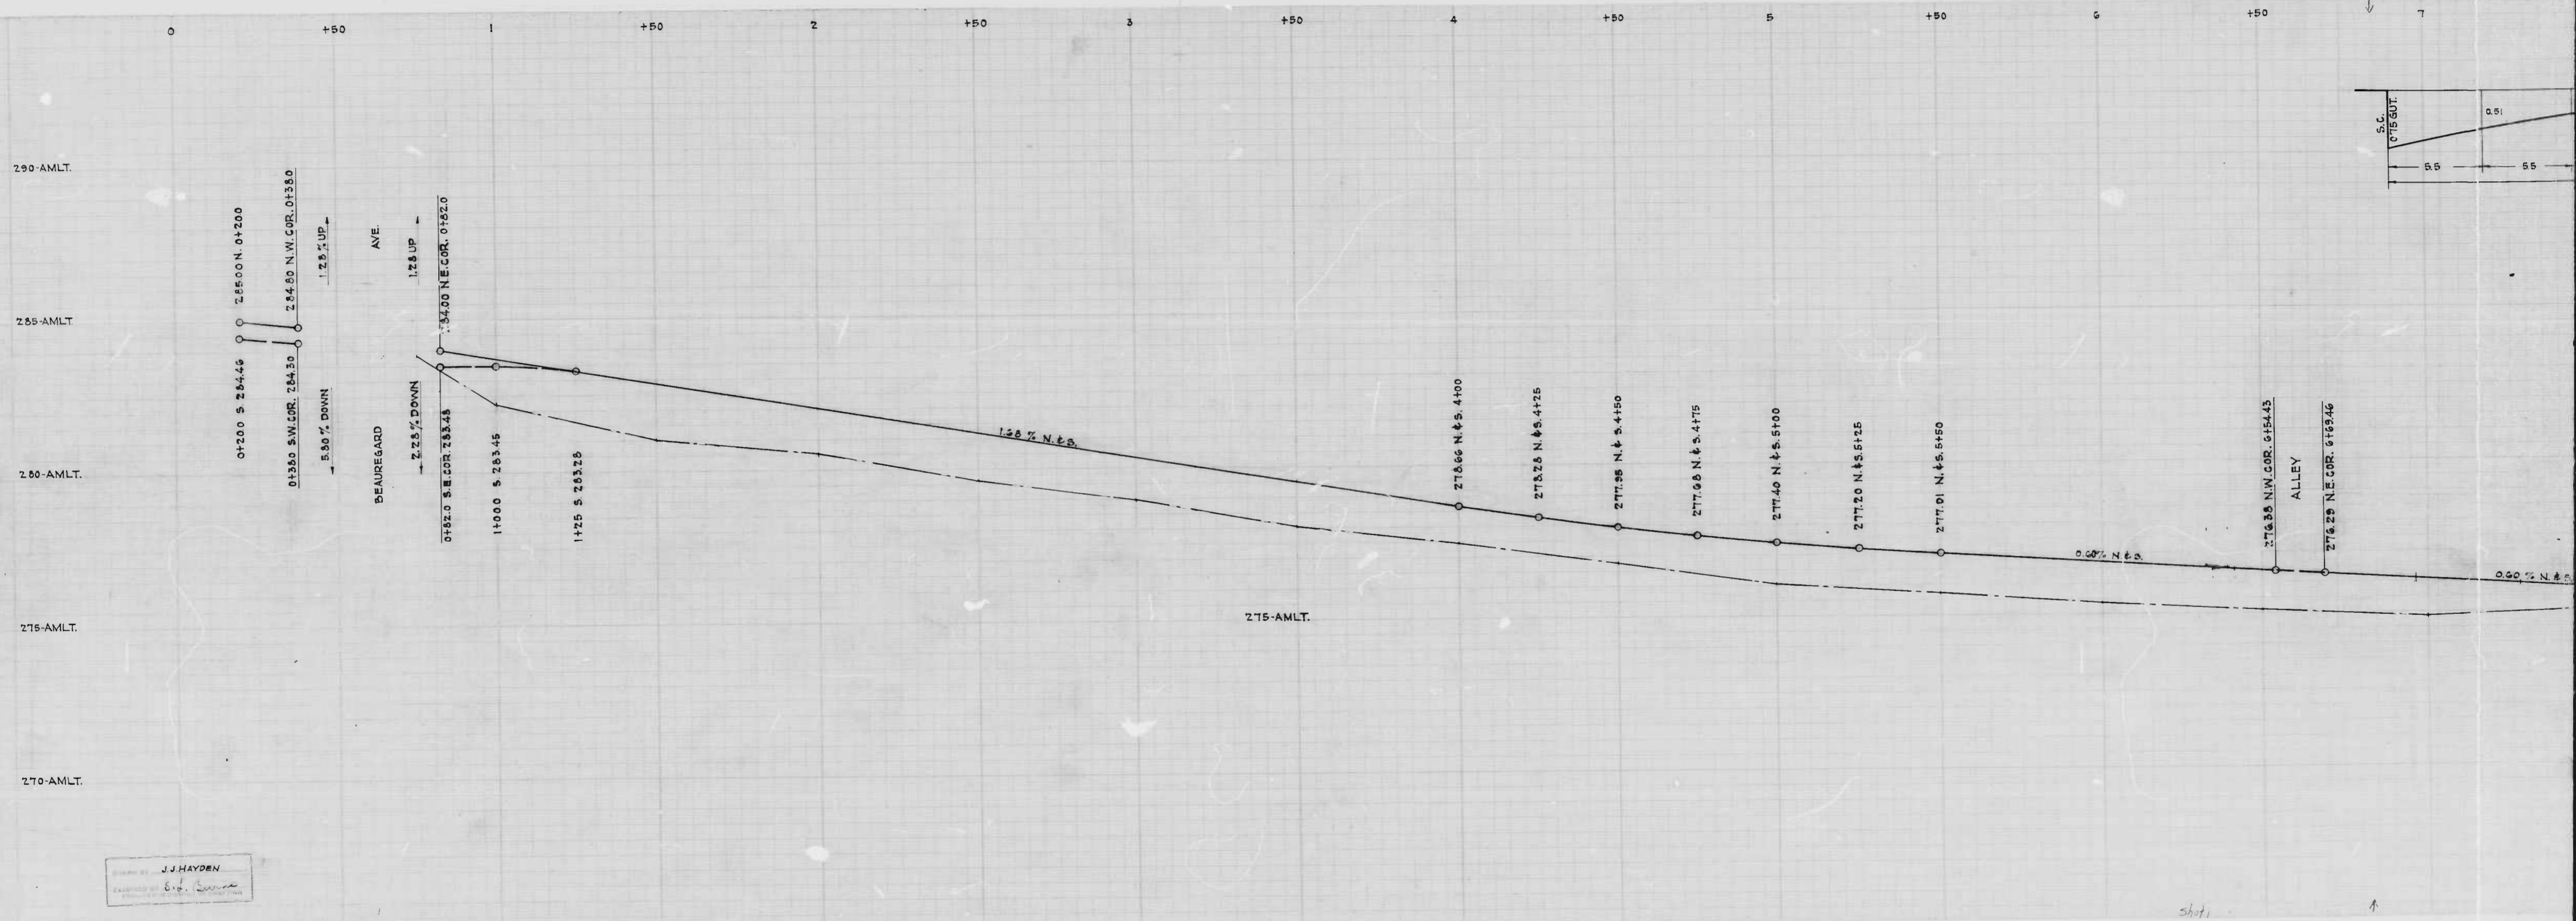 0 +50 1 +50 2 +50 3 +50 4 +50 5 +50 6 +50 7
290-AMLT.
285-AMLT
280-AMLT.
275-AMLT.
270-AMLT.
285.00 N. 0+200
0+20.0 S. 284.46
284.80 N.W. COR. 0+38.0
0+38.0 S.W. COR. 284.30
1.28% UP
5.80% DOWN
BEAUREGARD AVE.
1.28 UP
2.28% DOWN
284.00 N.E. COR. 0+82.0
0+82.0 S.E. COR. 283.48
1+00.0 S. 283.45
1+25 S. 283.28
1.68 % N. & S.
275-AMLT.
278.66 N. & S. 4+00
278.28 N. & S. 4+25
277.95 N. & S. 4+50
277.68 N. & S. 4+75
277.40 N. & S. 5+00
277.20 N. & S. 5+25
277.01 N. & S. 5+50
0.60% N. & S.
276.38 N.W. COR. 6+54.43
ALLEY
276.29 N.E. COR. 6+69.46
0.60 % N. & S.
S.C.
0.75 GUT.
0.51
5.5 5.5
J.J. HAYDEN